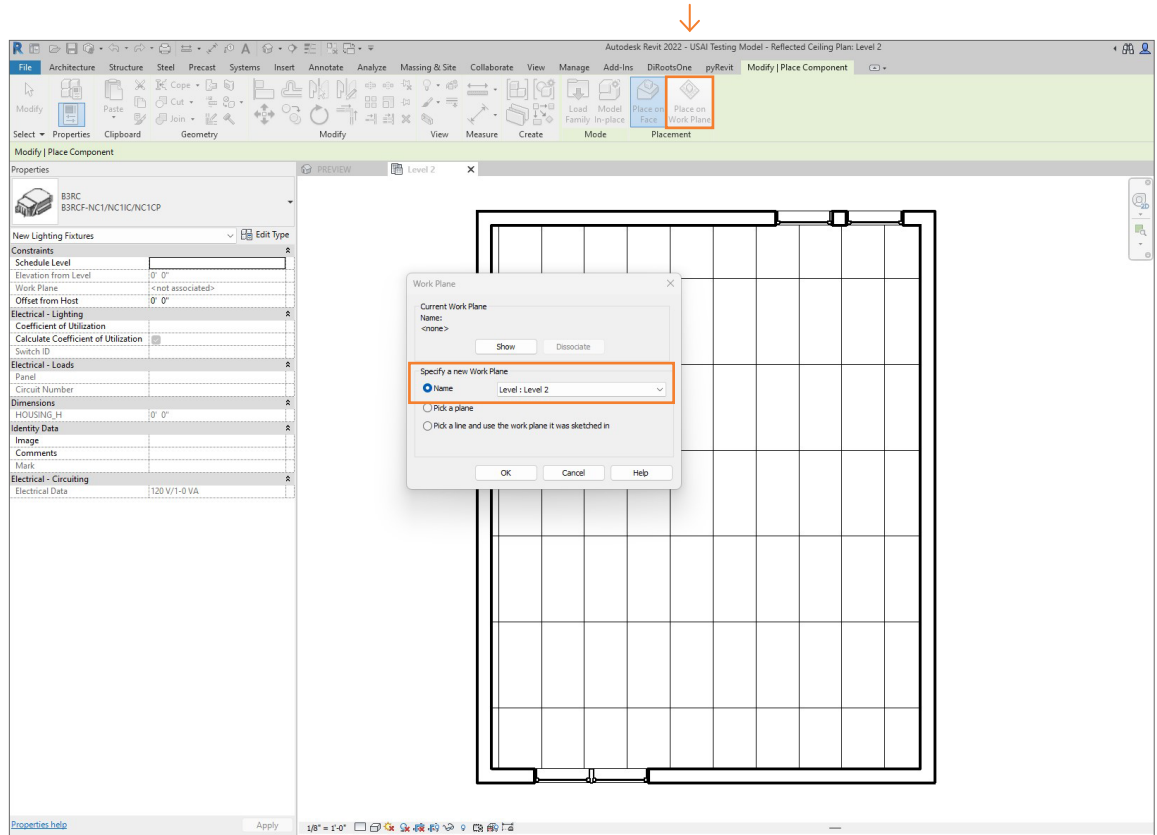 Autodesk Revit 2022 - USAI Testing Model - Reflected Ceiling Plan: Level 2
File Architecture Structure Steel Precast Systems Insert Annotate Analyze Massing & Site Collaborate View Manage Add-Ins DiRootsOne pyRevit Modify | Place Component
Modify
Paste
Cope
Cut
Join
Load Family
Model In-place
Place on Face
Place on Work Plane
Select Properties Clipboard Geometry Modify View Measure Create Mode Placement
Modify | Place Component
Properties
PREVIEW
Level 2
B3RC
B3RCF-NC1/NC1IC/NC1CP
New Lighting Fixtures
Edit Type
Constraints
Schedule Level
Elevation from Level 0' 0"
Work Plane <not associated>
Offset from Host 0' 0"
Electrical - Lighting
Coefficient of Utilization
Calculate Coefficient of Utilization
Switch ID
Electrical - Loads
Panel
Circuit Number
Dimensions
HOUSING_H 0' 0"
Identity Data
Image
Comments
Mark
Electrical - Circuiting
Electrical Data 120 V/1-0 VA
Work Plane
Current Work Plane
Name:
<none>
Show Dissociate
Specify a new Work Plane
Name Level : Level 2
Pick a plane
Pick a line and use the work plane it was sketched in
OK Cancel Help
2D
Properties help
Apply
1/8" = 1'-0"